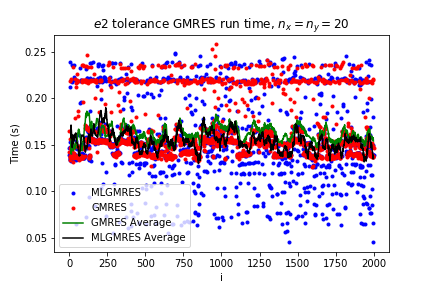 e2 tolerance GMRES run time, nₓ = nᵧ = 20
Time (s)
0.25
0.20
0.15
0.10
0.05
MLGMRES
GMRES
GMRES Average
MLGMRES Average
0 250 500 750 1000 1250 1500 1750 2000
i